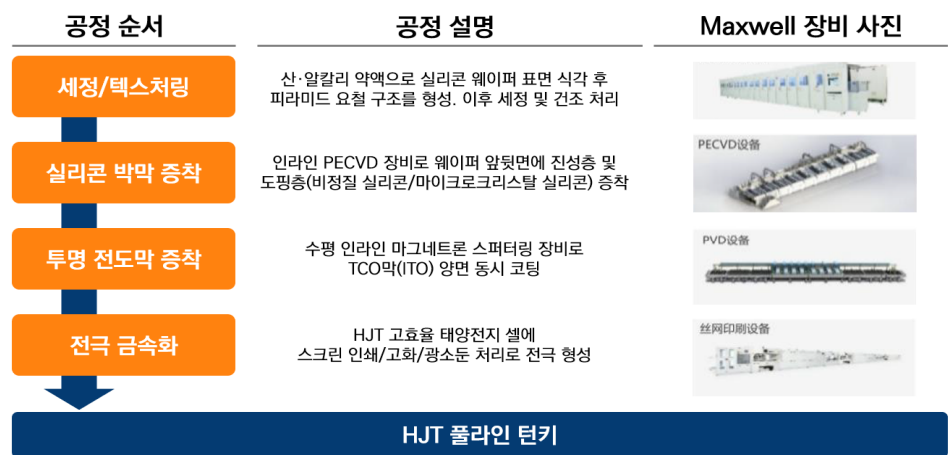 공정 순서
공정 설명
Maxwell 장비 사진
세정/텍스처링
산·알칼리 약액으로 실리콘 웨이퍼 표면 식각 후
피라미드 요철 구조를 형성. 이후 세정 및 건조 처리
실리콘 박막 증착
인라인 PECVD 장비로 웨이퍼 앞뒷면에 진성층 및
도핑층(비정질 실리콘/마이크로크리스탈 실리콘) 증착
PECVD设备
투명 전도막 증착
수평 인라인 마그네트론 스퍼터링 장비로
TCO막(ITO) 양면 동시 코팅
PVD设备
전극 금속화
HJT 고효율 태양전지 셀에
스크린 인쇄/고화/광소둔 처리로 전극 형성
丝网印刷设备
HJT 풀라인 턴키